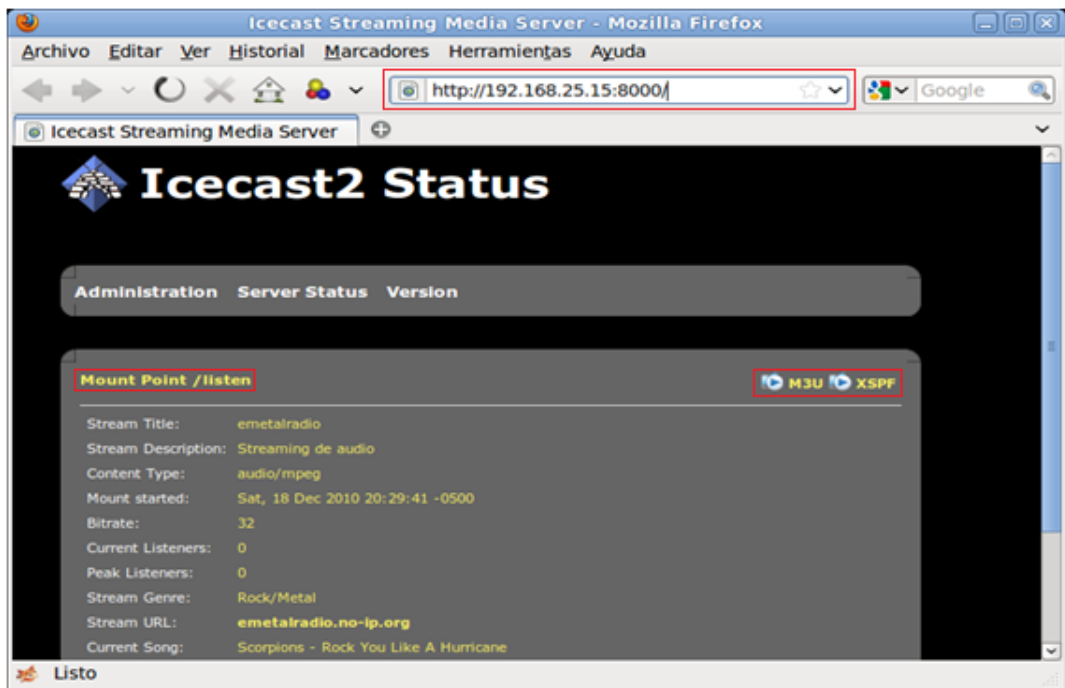 Icecast Streaming Media Server - Mozilla Firefox
Archivo Editar Ver Historial Marcadores Herramientas Ayuda
http://192.168.25.15:8000/ Google
Icecast Streaming Media Server
Icecast2 Status
Administration Server Status Version
Mount Point /listen M3U XSPF
Stream Title: emetalradio
Stream Description: Streaming de audio
Content Type: audio/mpeg
Mount started: Sat, 18 Dec 2010 20:29:41 -0500
Bitrate: 32
Current Listeners: 0
Peak Listeners: 0
Stream Genre: Rock/Metal
Stream URL: emetalradio.no-ip.org
Current Song: Scorpions - Rock You Like A Hurricane
Listo